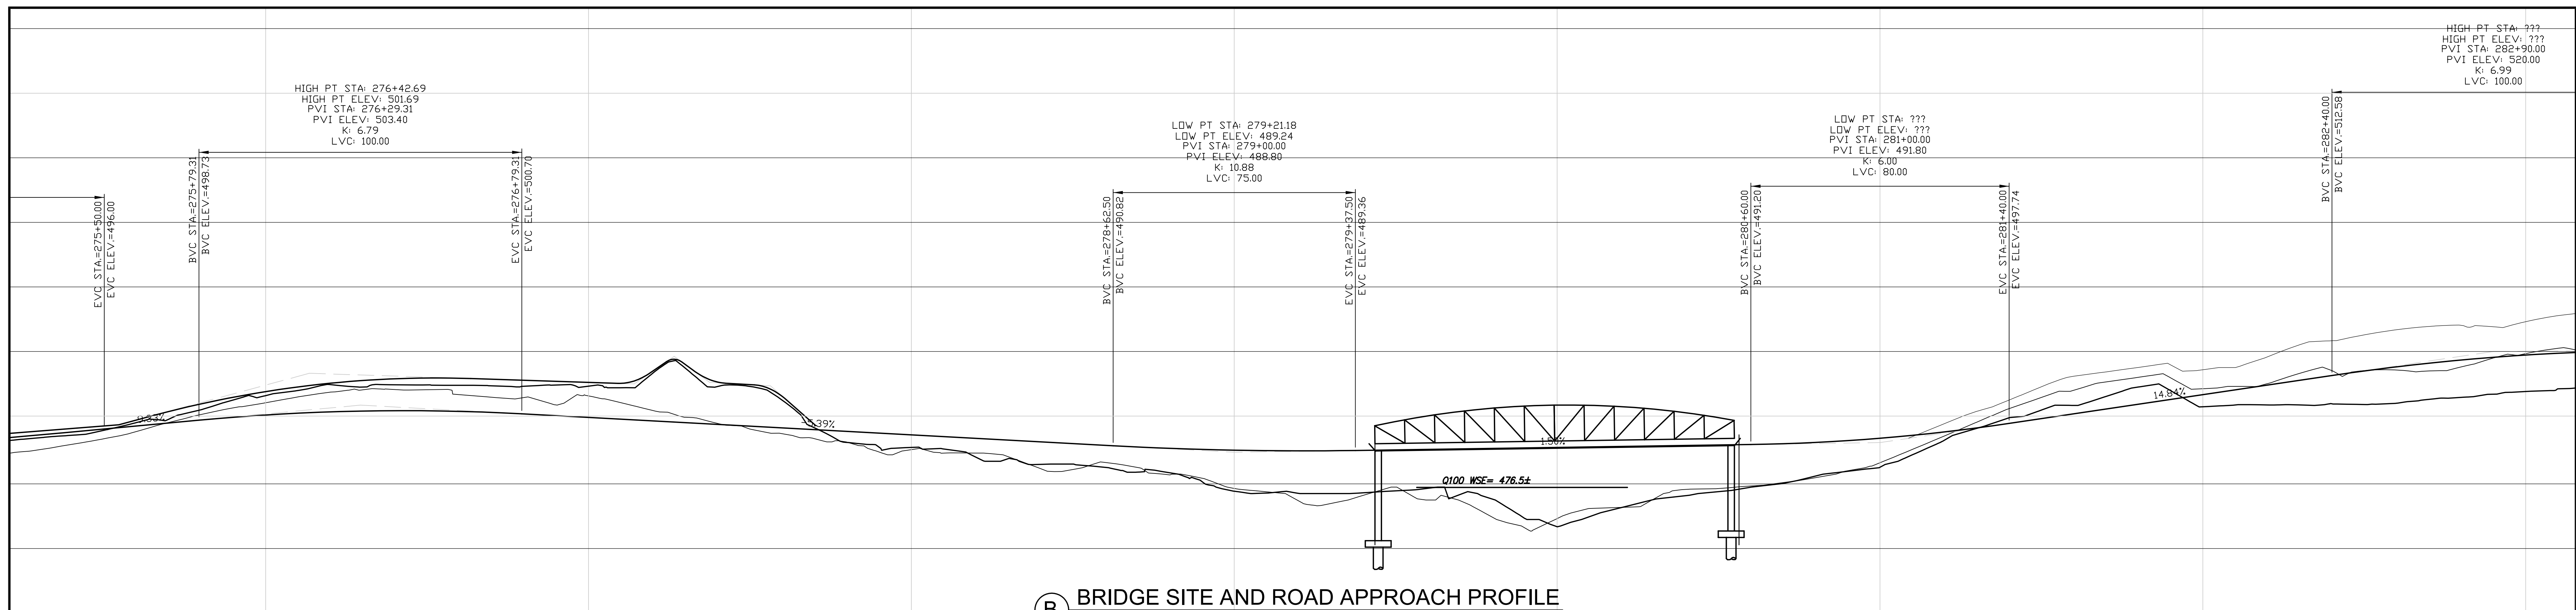 HIGH PT STA: 276+42.69
HIGH PT ELEV: 501.69
PVI STA: 276+29.31
PVI ELEV: 503.40
K: 6.79
LVC: 100.00
LOW PT STA: 279+21.18
LOW PT ELEV: 489.24
PVI STA: 279+00.00
PVI ELEV: 488.80
K: 10.88
LVC: 75.00
LOW PT STA: ???
LOW PT ELEV: ???
PVI STA: 281+00.00
PVI ELEV: 491.80
K: 6.00
LVC: 80.00
HIGH PT STA: ???
HIGH PT ELEV: ???
PVI STA: 282+90.00
PVI ELEV: 520.00
K: 6.99
LVC: 100.00
EVC STA.=275+50.00
EVC ELEV.=496.00
BVC STA.=275+79.31
BVC ELEV.=498.73
EVC STA.=276+79.31
EVC ELEV.=500.70
BVC STA.=278+62.50
BVC ELEV.=490.82
EVC STA.=279+37.50
EVC ELEV.=489.36
BVC STA.=280+60.00
BVC ELEV.=491.20
EVC STA.=281+40.00
EVC ELEV.=497.74
BVC STA.=282+40.00
BVC ELEV.=512.58
-5.39%
1.50%
14.84%
Q100 WSE= 476.5±
B
BRIDGE SITE AND ROAD APPROACH PROFILE